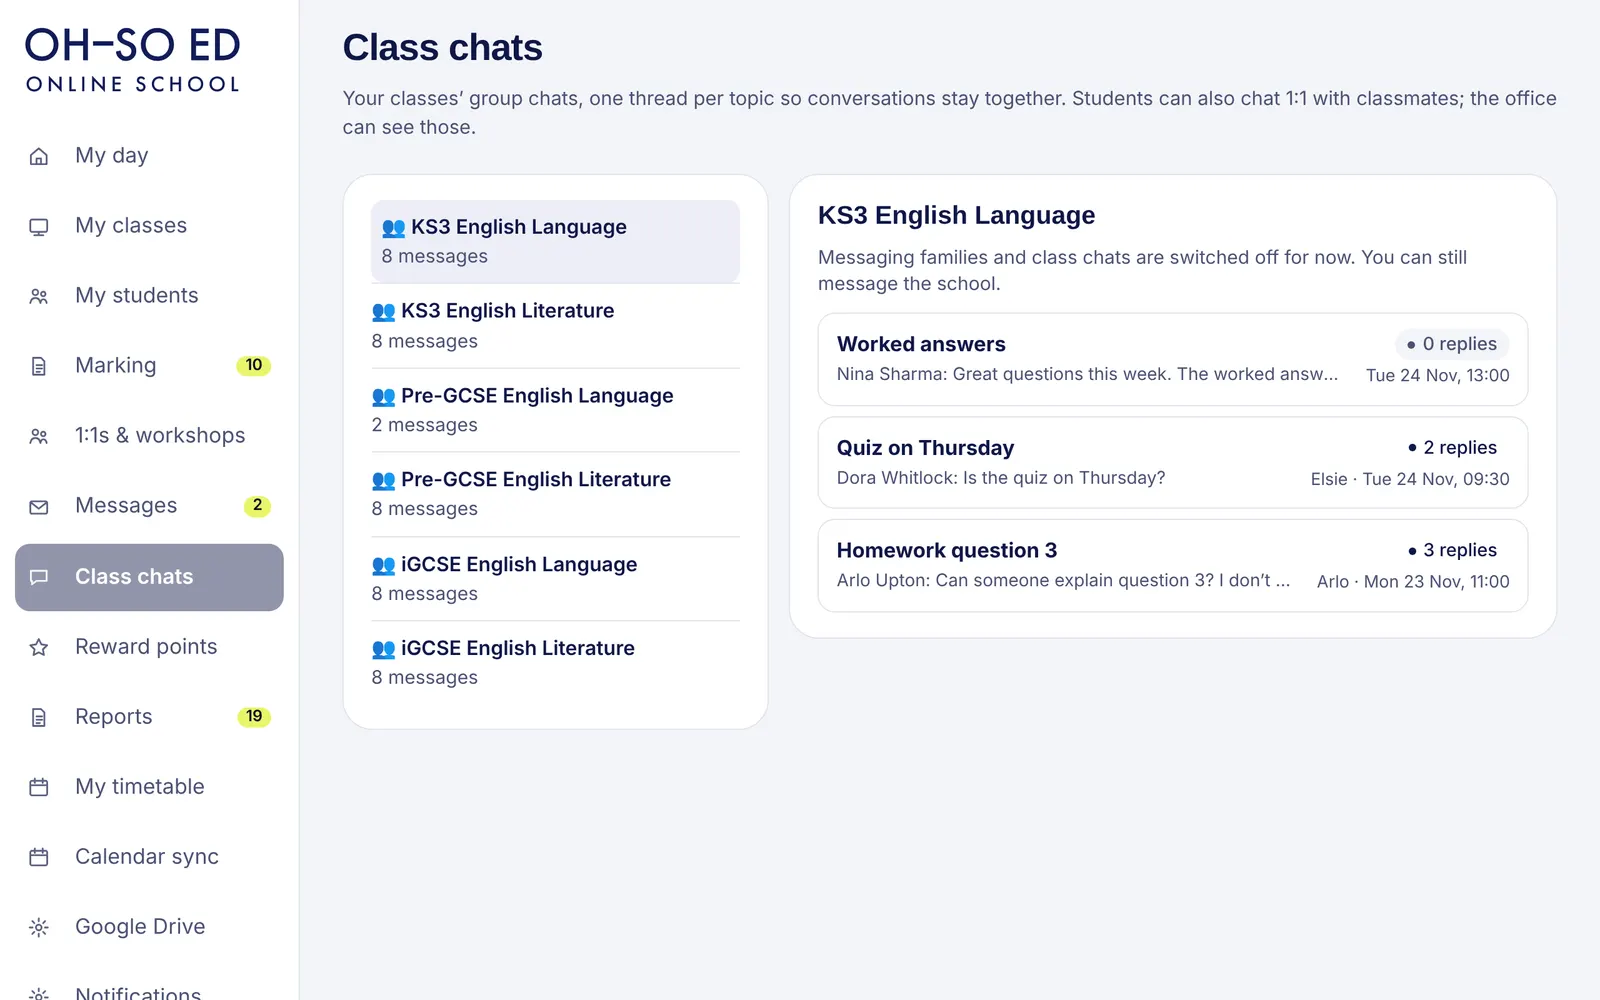 OH-SO ED
ONLINE SCHOOL
My day
My classes
My students
Marking 10
1:1s & workshops
Messages 2
Class chats
Reward points
Reports 19
My timetable
Calendar sync
Google Drive
Notifications
Class chats
Your classes’ group chats, one thread per topic so conversations stay together. Students can also chat 1:1 with classmates; the office
can see those.
KS3 English Language
8 messages
KS3 English Literature
8 messages
Pre-GCSE English Language
2 messages
Pre-GCSE English Literature
8 messages
iGCSE English Language
8 messages
iGCSE English Literature
8 messages
KS3 English Language
Messaging families and class chats are switched off for now. You can still
message the school.
Worked answers • 0 replies
Nina Sharma: Great questions this week. The worked answ... Tue 24 Nov, 13:00
Quiz on Thursday • 2 replies
Dora Whitlock: Is the quiz on Thursday? Elsie · Tue 24 Nov, 09:30
Homework question 3 • 3 replies
Arlo Upton: Can someone explain question 3? I don’t ... Arlo · Mon 23 Nov, 11:00